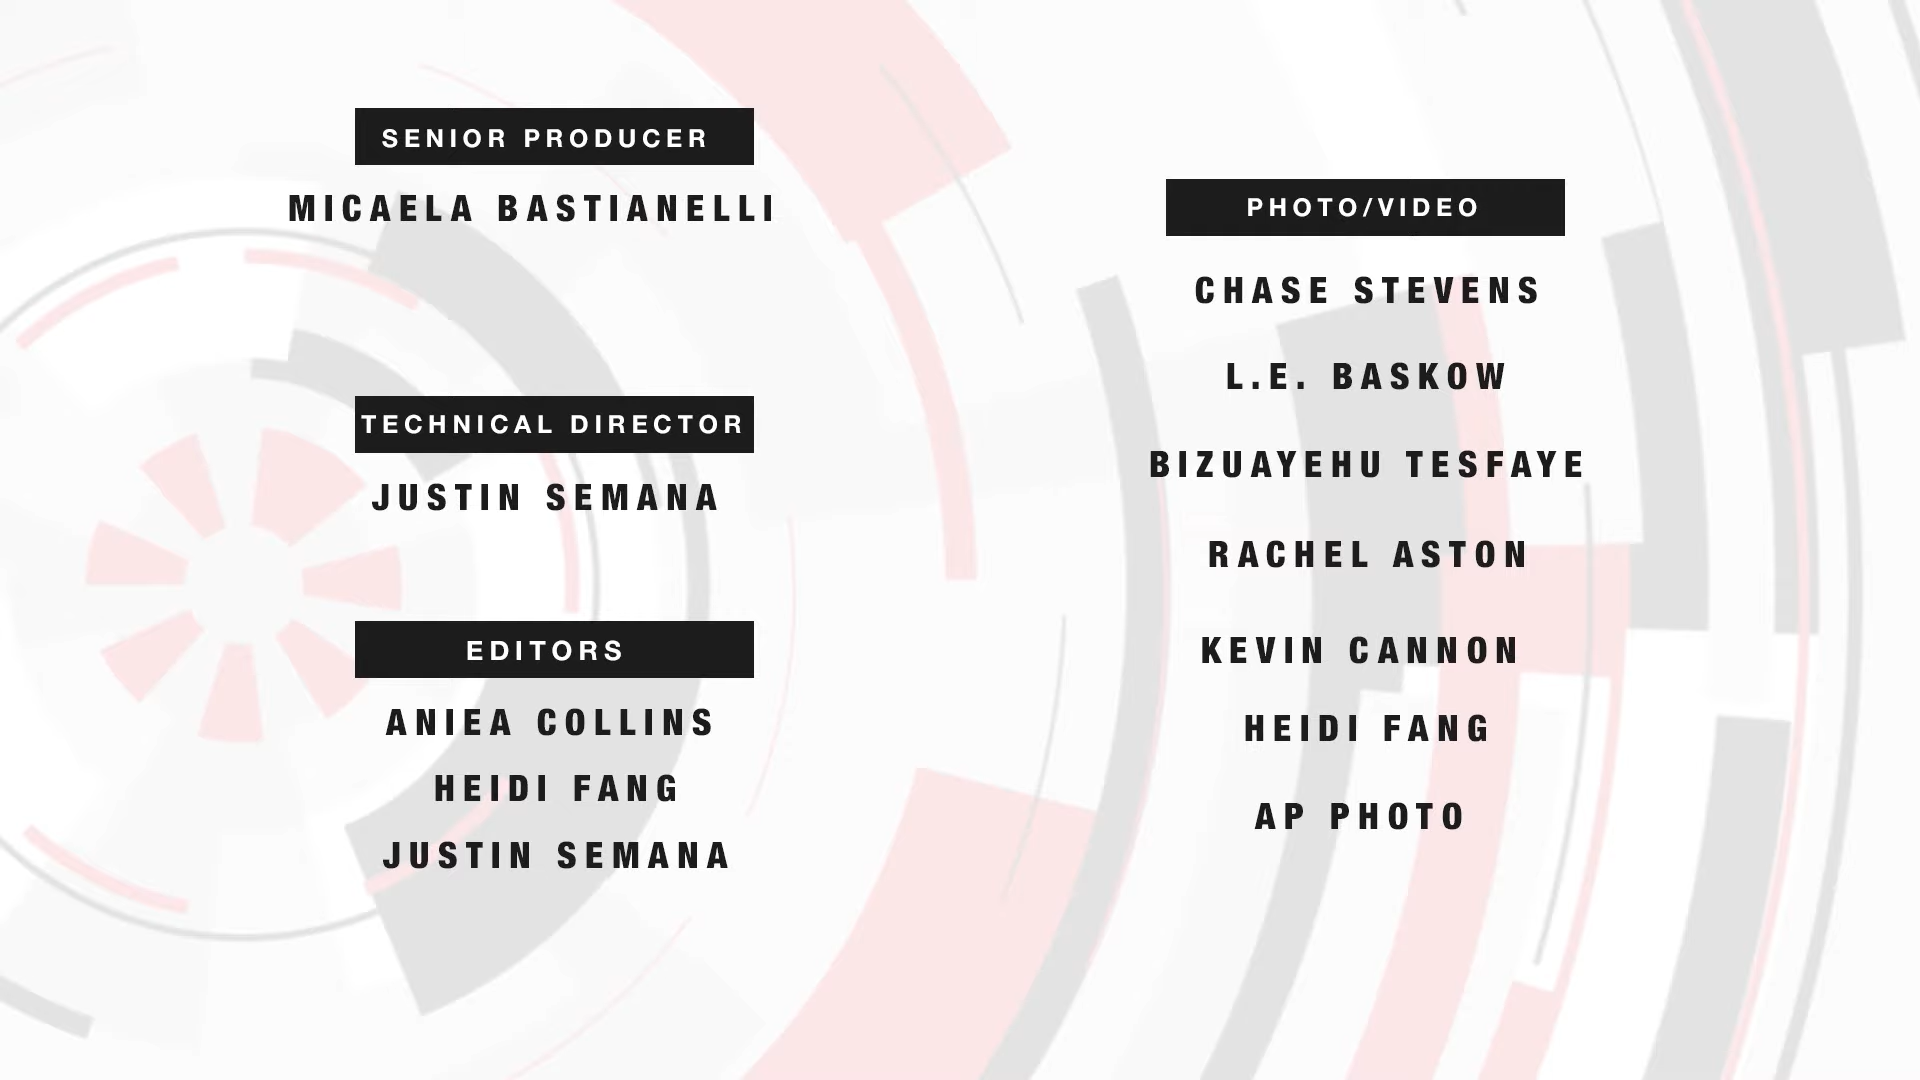 SENIOR PRODUCER
MICAELA BASTIANELLI
TECHNICAL DIRECTOR
JUSTIN SEMANA
EDITORS
ANIEA COLLINS
HEIDI FANG
JUSTIN SEMANA
PHOTO/VIDEO
CHASE STEVENS
L.E. BASKOW
BIZUAYEHU TESFAYE
RACHEL ASTON
KEVIN CANNON
HEIDI FANG
AP PHOTO